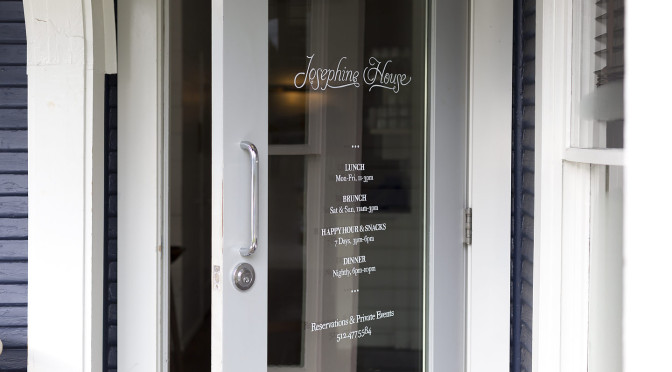 Josephine House
LUNCH
Mon-Fri, 11-3pm
BRUNCH
Sat & Sun, 11am-3pm
HAPPY HOUR & SNACKS
7 Days, 3pm-6pm
DINNER
Nightly, 6pm-10pm
Reservations & Private Events
512.477.5584